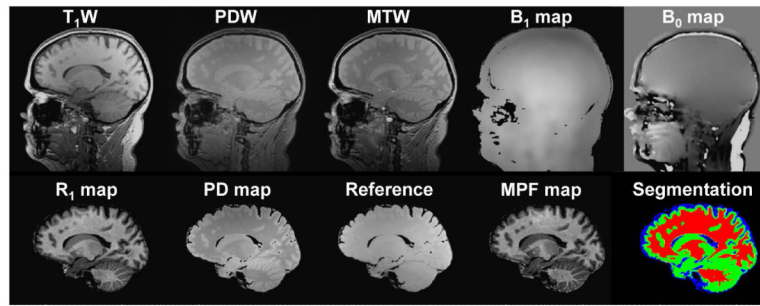 T₁W PDW MTW B₁ map B₀ map
R₁ map PD map Reference MPF map Segmentation